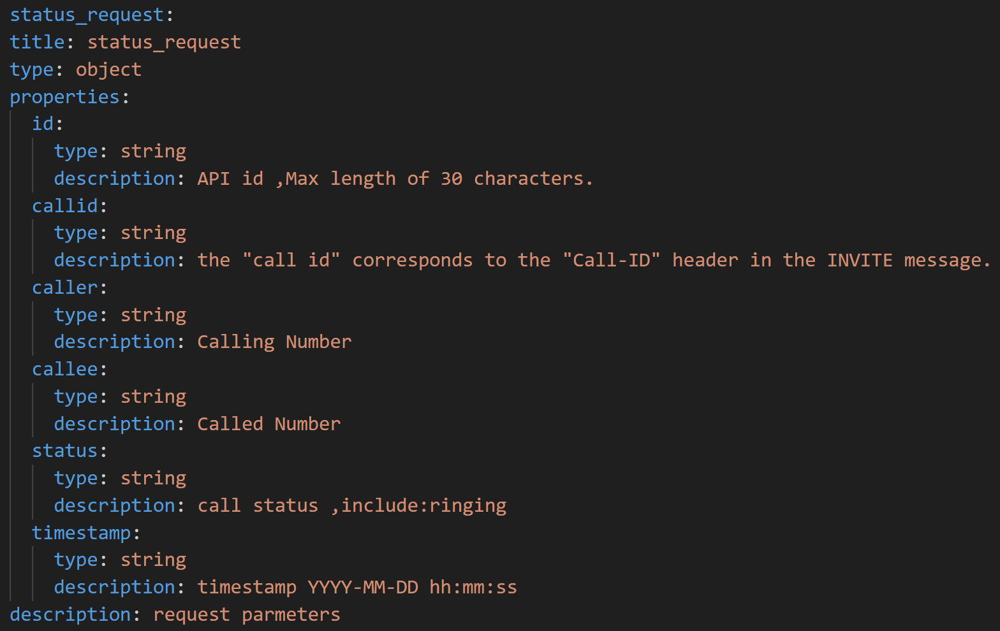 status_request:
title: status_request
type: object
properties:
  id:
    type: string
    description: API id ,Max length of 30 characters.
  callid:
    type: string
    description: the "call id" corresponds to the "Call-ID" header in the INVITE message.
  caller:
    type: string
    description: Calling Number
  callee:
    type: string
    description: Called Number
  status:
    type: string
    description: call status ,include:ringing
  timestamp:
    type: string
    description: timestamp YYYY-MM-DD hh:mm:ss
description: request parmeters